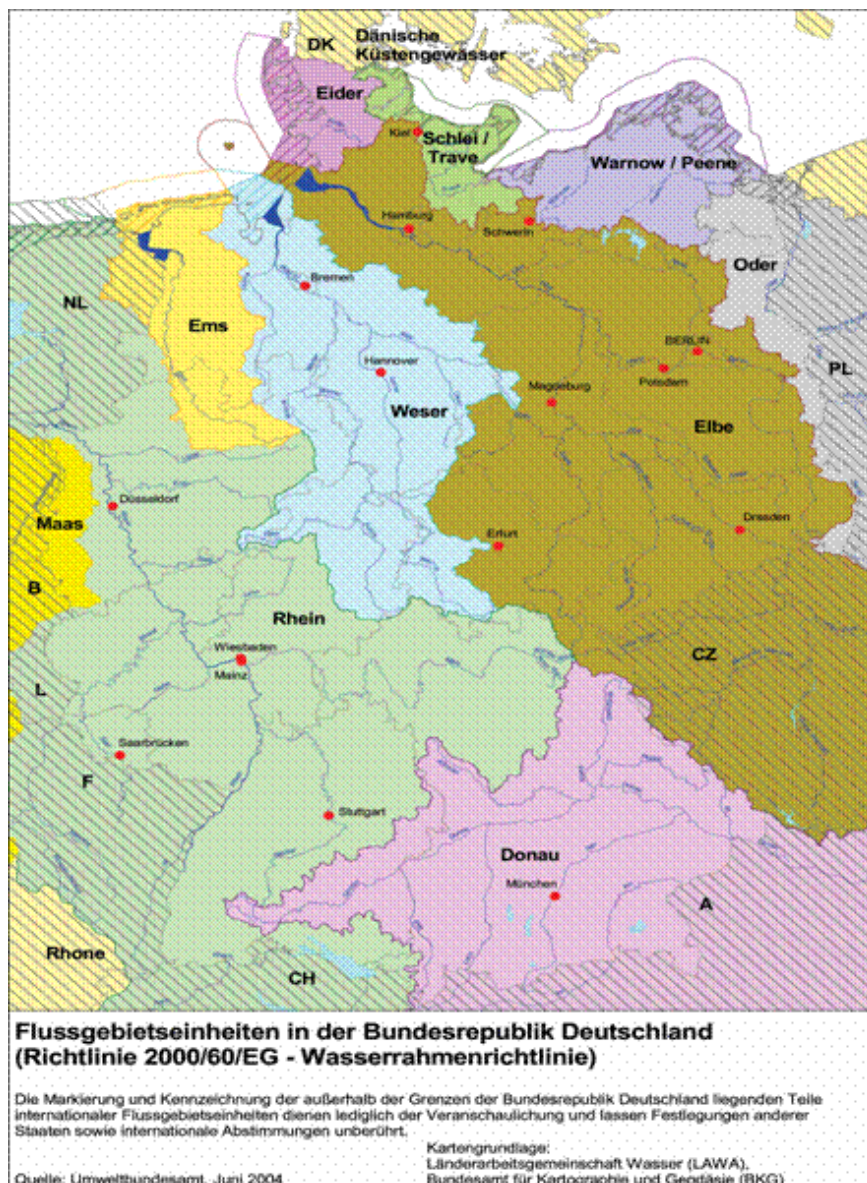 DK
Dänische
Küstengewässer
Eider
Kiel
Schlei /
Trave
Warnow / Peene
Hamburg
Schwerin
Oder
Bremen
NL
Ems
BERLIN
Hannover
Potsdam
PL
Magdeburg
Weser
Elbe
Düsseldorf
Maas
Dresden
Erfurt
B
Rhein
Wiesbaden
CZ
Mainz
L
Saarbrücken
F
Stuttgart
Donau
München
A
Rhone
CH
Flussgebietseinheiten in der Bundesrepublik Deutschland
(Richtlinie 2000/60/EG - Wasserrahmenrichtlinie)
Die Markierung und Kennzeichnung der außerhalb der Grenzen der Bundesrepublik Deutschland liegenden Teile
internationaler Flussgebietseinheiten dienen lediglich der Veranschaulichung und lassen Festlegungen anderer
Staaten sowie internationale Abstimmungen unberührt.
Kartengrundlage:
Länderarbeitsgemeinschaft Wasser (LAWA),
Quelle: Umweltbundesamt, Juni 2004
Bundesamt für Kartographie und Geodäsie (BKG)